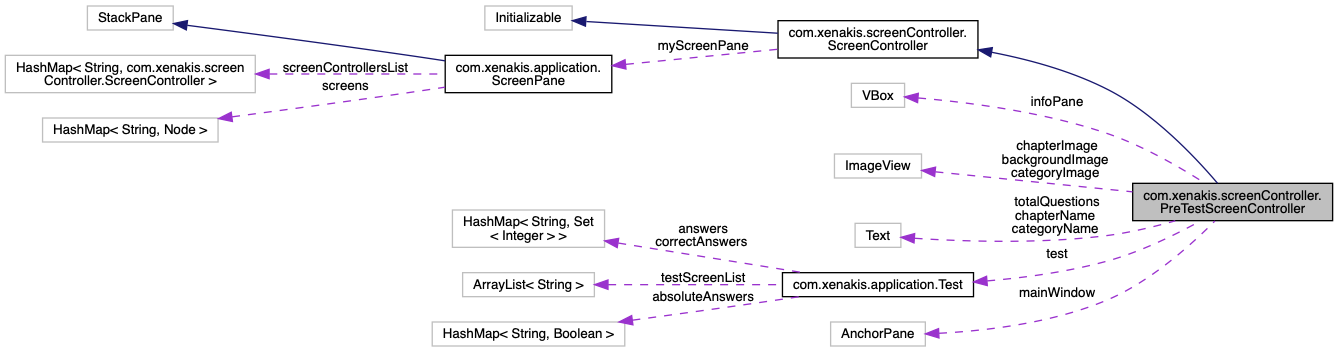 StackPane
Initializable
com.xenakis.screenController.
ScreenController
myScreenPane
HashMap< String, com.xenakis.screen
Controller.ScreenController >
screenControllersList
screens
com.xenakis.application.
ScreenPane
VBox
infoPane
HashMap< String, Node >
ImageView
chapterImage
backgroundImage
categoryImage
com.xenakis.screenController.
PreTestScreenController
HashMap< String, Set
< Integer > >
answers
correctAnswers
Text
totalQuestions
chapterName
categoryName
test
ArrayList< String >
testScreenList
com.xenakis.application.Test
absoluteAnswers
mainWindow
HashMap< String, Boolean >
AnchorPane